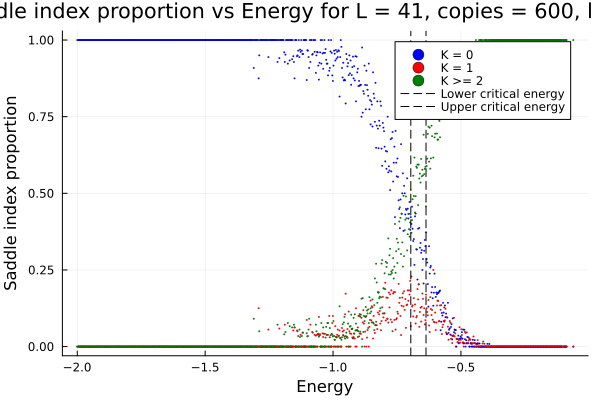 dle index proportion vs Energy for L = 41, copies = 600,
1.00
0.75
0.50
0.25
0.00
Saddle index proportion
K = 0
K = 1
K >= 2
Lower critical energy
Upper critical energy
−2.0
−1.5
−1.0
−0.5
Energy